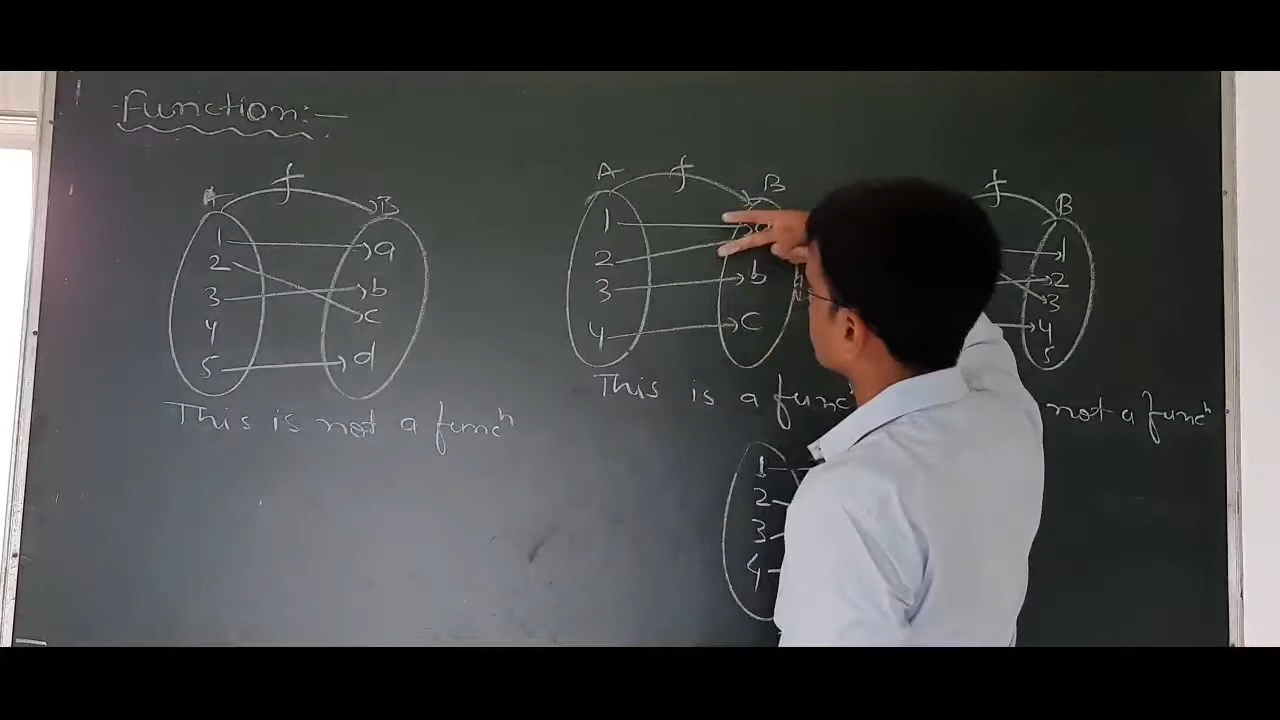 Function:-
A f B
1 a
2 b
3 c
4
5 d
This is not a funcⁿ
A f B
1 a
2
3 b
4 c
This is a func
f B
1
2
3
4
5
not a funcⁿ
1
2
3
4